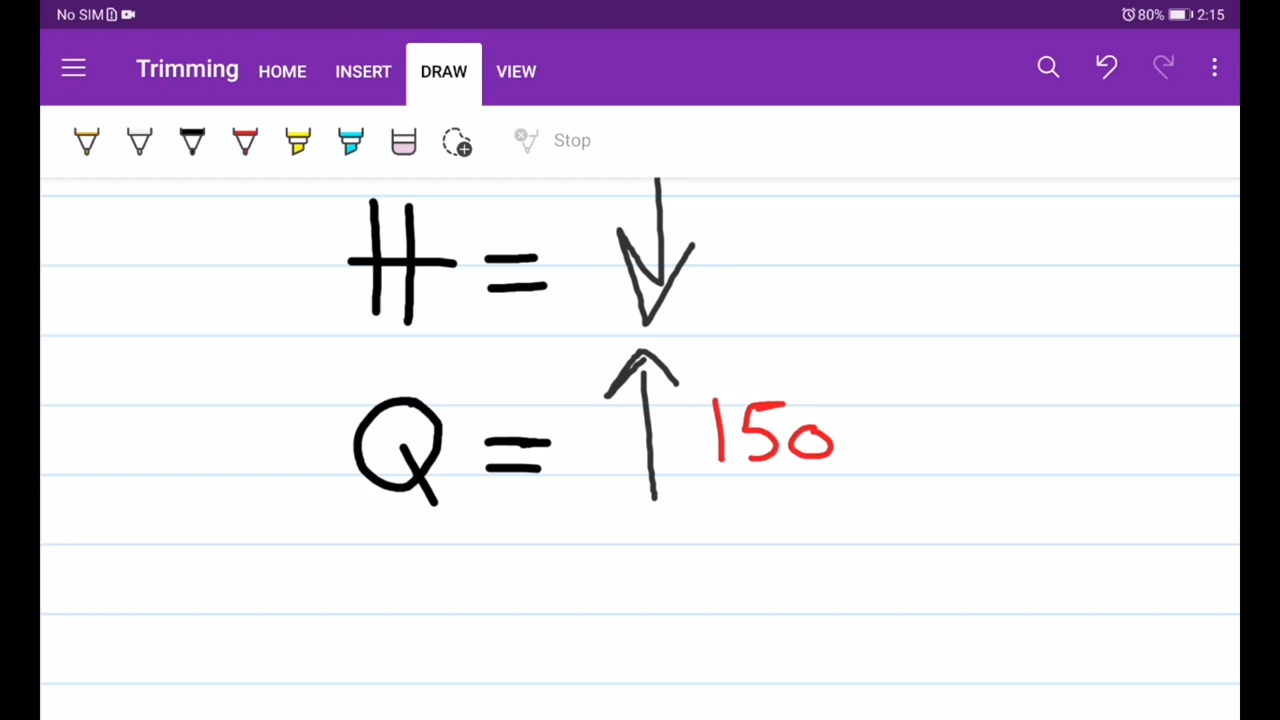 No SIM 80% 2:15
Trimming HOME INSERT DRAW VIEW
Stop
H = ↓
Q = ↑ 150